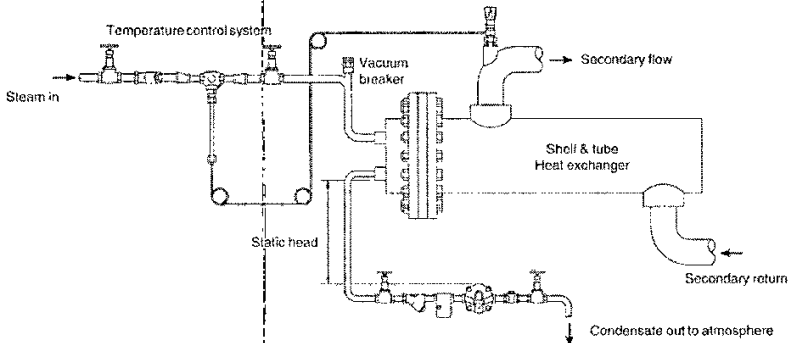 Temperature control system
Vacuum
breaker
Secondary flow
Steam in
Shell & tube
Heat exchanger
Static head
Secondary return
Condensate out to atmosphere